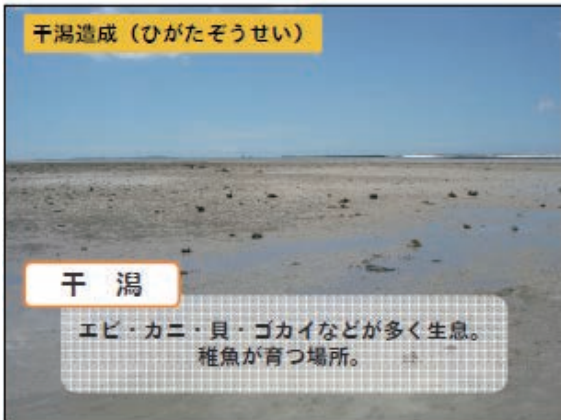 干潟造成（ひがたぞうせい）
干 潟
エビ・カニ・貝・ゴカイなどが多く生息。
稚魚が育つ場所。